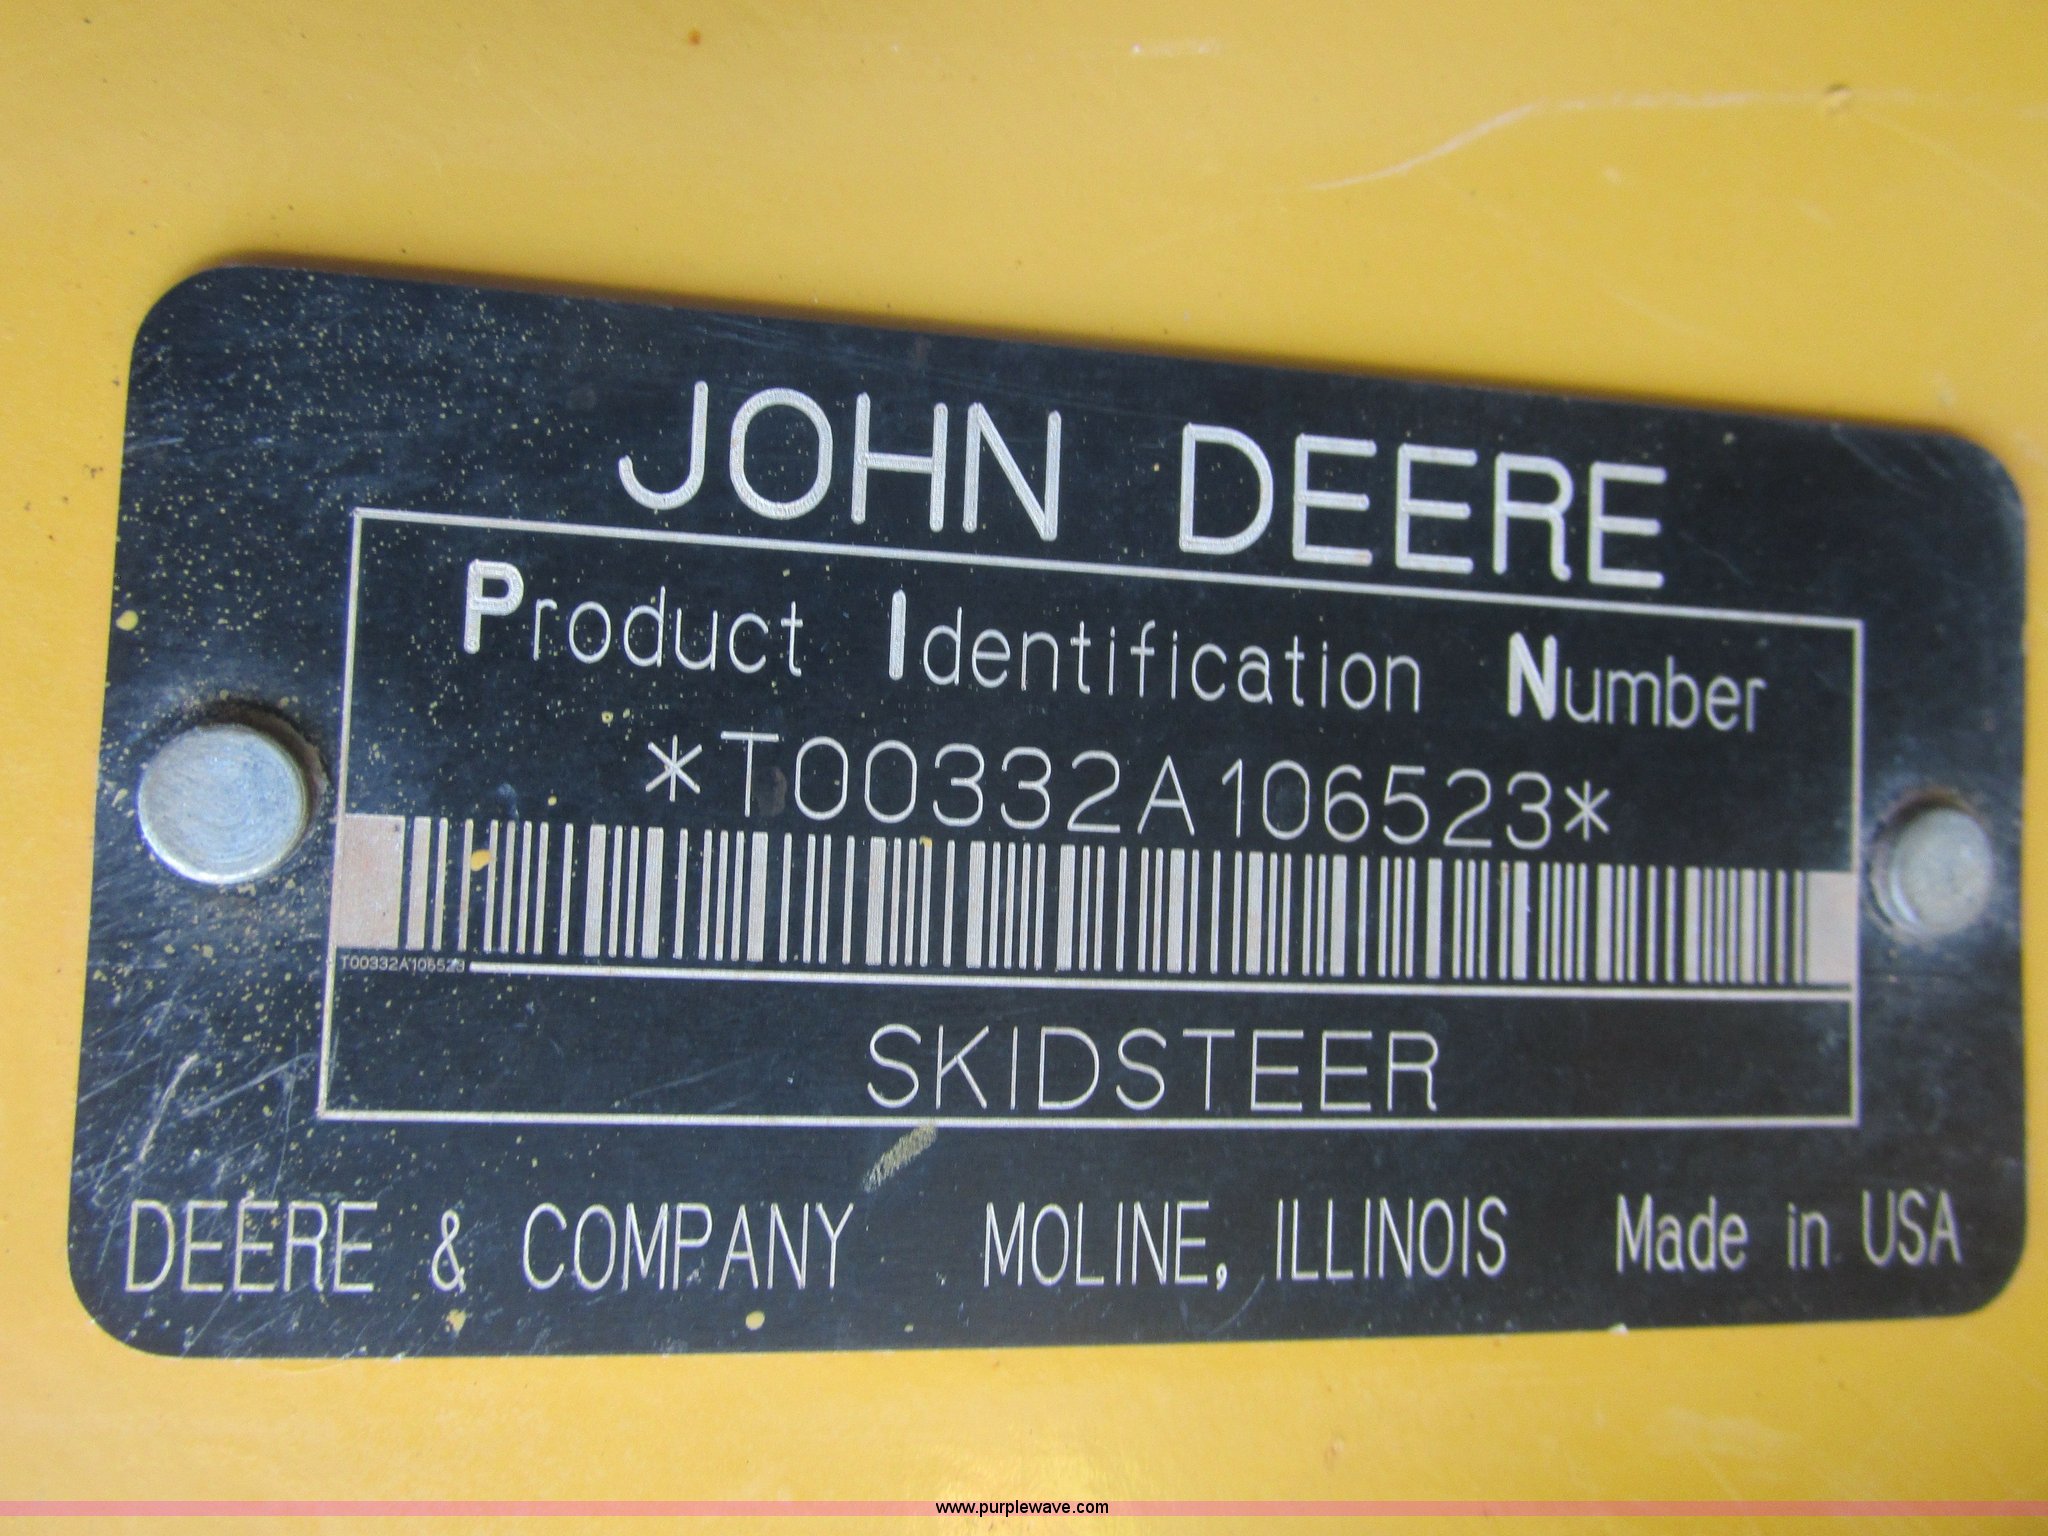 JOHN DEERE
Product Identification Number
*T00332A106523*
T00332A106523
SKIDSTEER
DEERE & COMPANY MOLINE, ILLINOIS Made in USA
www.purplewave.com